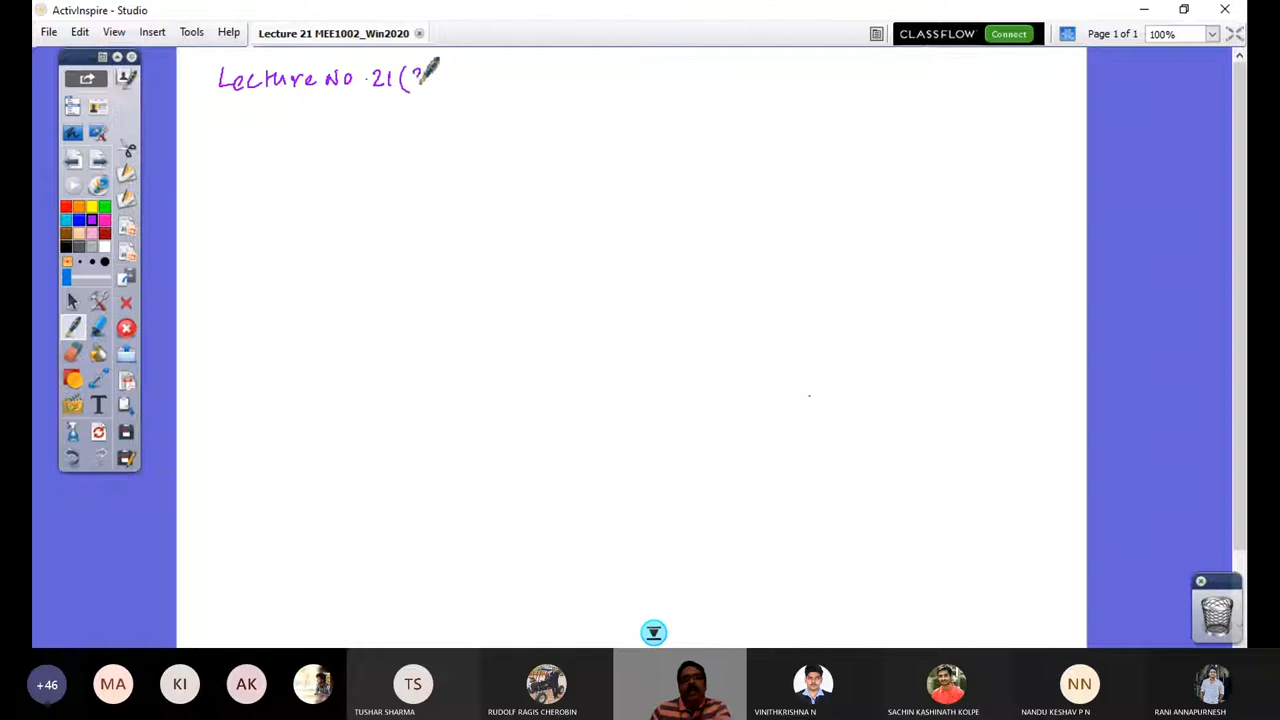 ActivInspire - Studio
File Edit View Insert Tools Help
Lecture 21 MEE1002_Win2020
CLASSFLOW Connect
Page 1 of 1
100%
Lecture No .21 (
+46
MA
KI
AK
TS
TUSHAR SHARMA
RUDOLF RAGIS CHEROBIN
VINITHKRISHNA N
SACHIN KASHINATH KOLPE
NN
NANDU KESHAV P N
RANI ANNAPURNESH